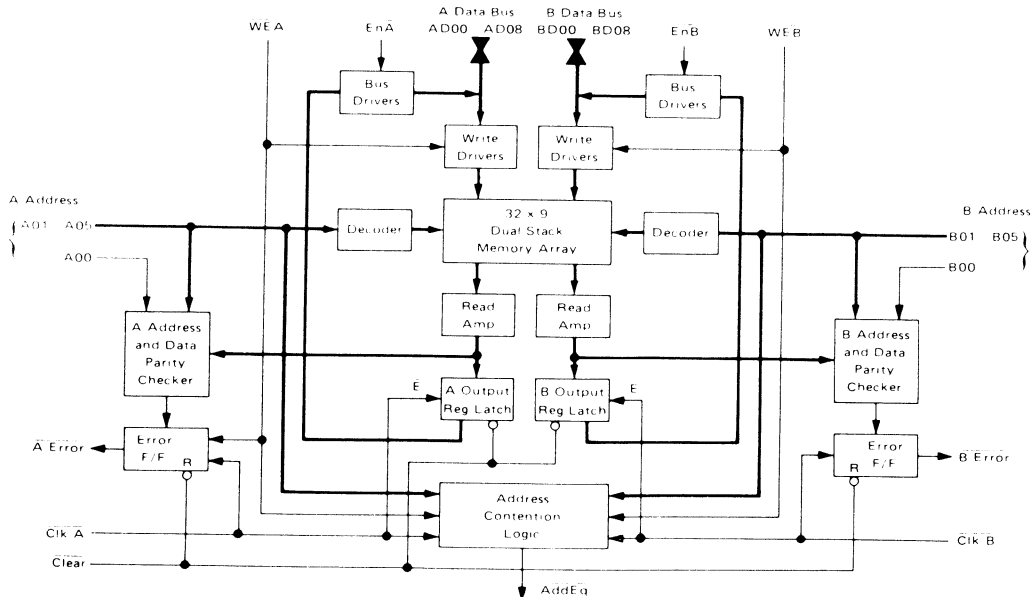 A Data Bus
AD00 AD08
B Data Bus
BD00 BD08
WEA
EnA
EnB
WEB
Bus Drivers
Bus Drivers
Write Drivers
Write Drivers
A Address
A01 A05
A00
Decoder
32 × 9
Dual Stack
Memory Array
Decoder
B Address
B01 B05
B00
Read Amp
Read Amp
A Address
and Data
Parity
Checker
B Address
and Data
Parity
Checker
E
A Output
Reg Latch
B Output
Reg Latch
E
A Error
Error
F/F
R
Error
F/F
R
B Error
Address
Contention
Logic
Clk A
Clk B
Clear
AddEq